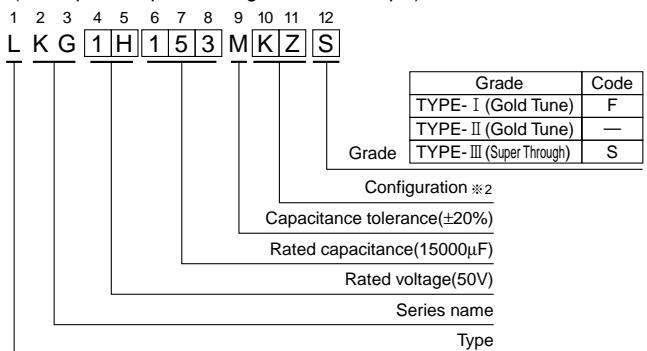 1 2 3 4 5 6 7 8 9 10 11 12
L K G 1 H 1 5 3 M K Z S
Grade Code
TYPE-Ⅰ (Gold Tune) F
TYPE-Ⅱ (Gold Tune) —
Grade TYPE-Ⅲ (Super Through) S
Configuration ※2
Capacitance tolerance(±20%)
Rated capacitance(15000µF)
Rated voltage(50V)
Series name
Type